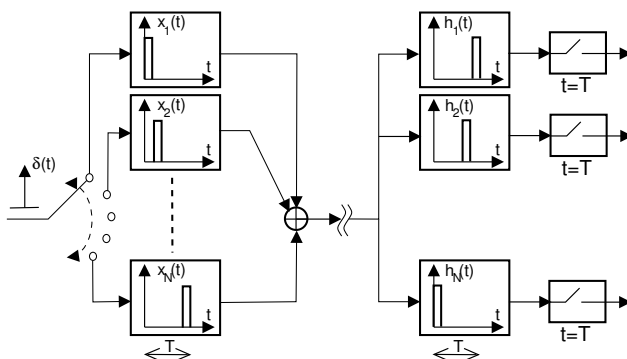 x1(t)
t
x2(t)
t
δ(t)
xN(t)
t
T
h1(t)
t
t=T
h2(t)
t
t=T
hN(t)
t
t=T
T